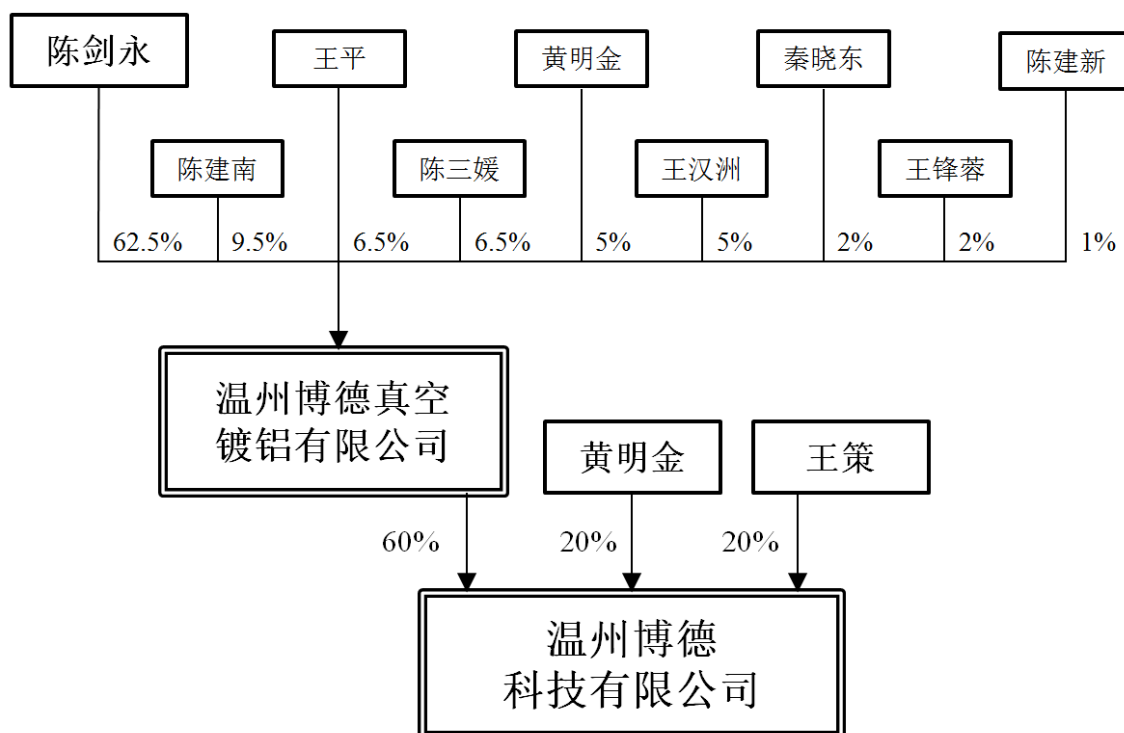 陈剑永
王平
黄明金
秦晓东
陈建新
陈建南
陈三媛
王汉洲
王锋蓉
62.5%
9.5%
6.5%
6.5%
5%
5%
2%
2%
1%
温州博德真空
镀铝有限公司
黄明金
王策
60%
20%
20%
温州博德
科技有限公司